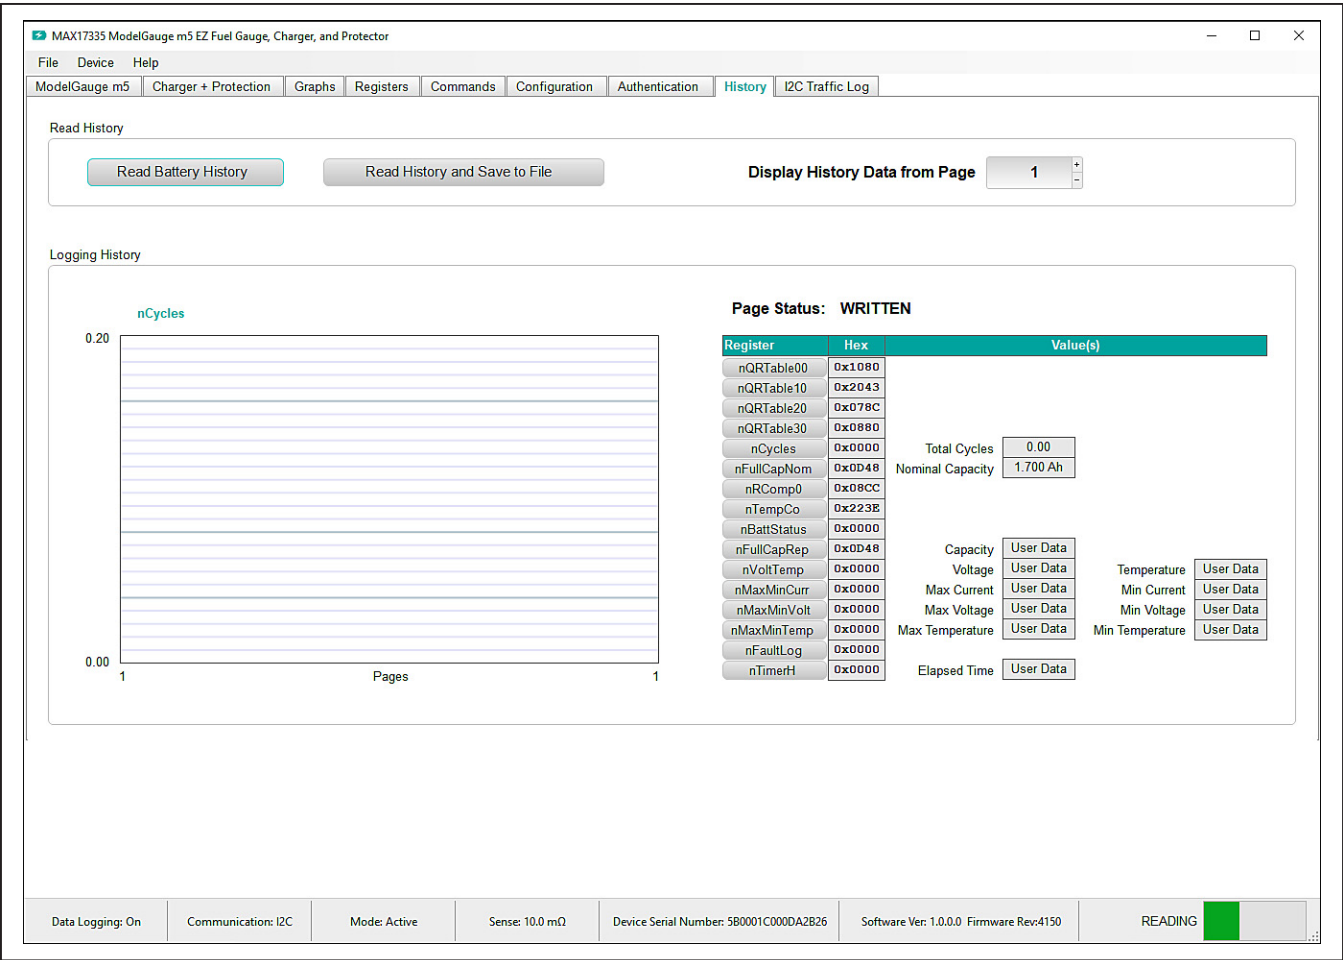 MAX17335 ModelGauge m5 EZ Fuel Gauge, Charger, and Protector
File Device Help
ModelGauge m5 Charger + Protection Graphs Registers Commands Configuration Authentication History I2C Traffic Log
Read History
Read Battery History Read History and Save to File Display History Data from Page 1 + -
Logging History
nCycles
0.20
0.00
1 Pages 1
Page Status: WRITTEN
Register Hex Value(s)
nQRTable00 0x1080
nQRTable10 0x2043
nQRTable20 0x078C
nQRTable30 0x0880
nCycles 0x0000 Total Cycles 0.00
nFullCapNom 0x0D48 Nominal Capacity 1.700 Ah
nRComp0 0x08CC
nTempCo 0x223E
nBattStatus 0x0000
nFullCapRep 0x0D48 Capacity User Data
nVoltTemp 0x0000 Voltage User Data Temperature User Data
nMaxMinCurr 0x0000 Max Current User Data Min Current User Data
nMaxMinVolt 0x0000 Max Voltage User Data Min Voltage User Data
nMaxMinTemp 0x0000 Max Temperature User Data Min Temperature User Data
nFaultLog 0x0000
nTimerH 0x0000 Elapsed Time User Data
Data Logging: On Communication: I2C Mode: Active Sense: 10.0 mΩ Device Serial Number: 5B0001C000DA2B26 Software Ver: 1.0.0.0 Firmware Rev:4150 READING